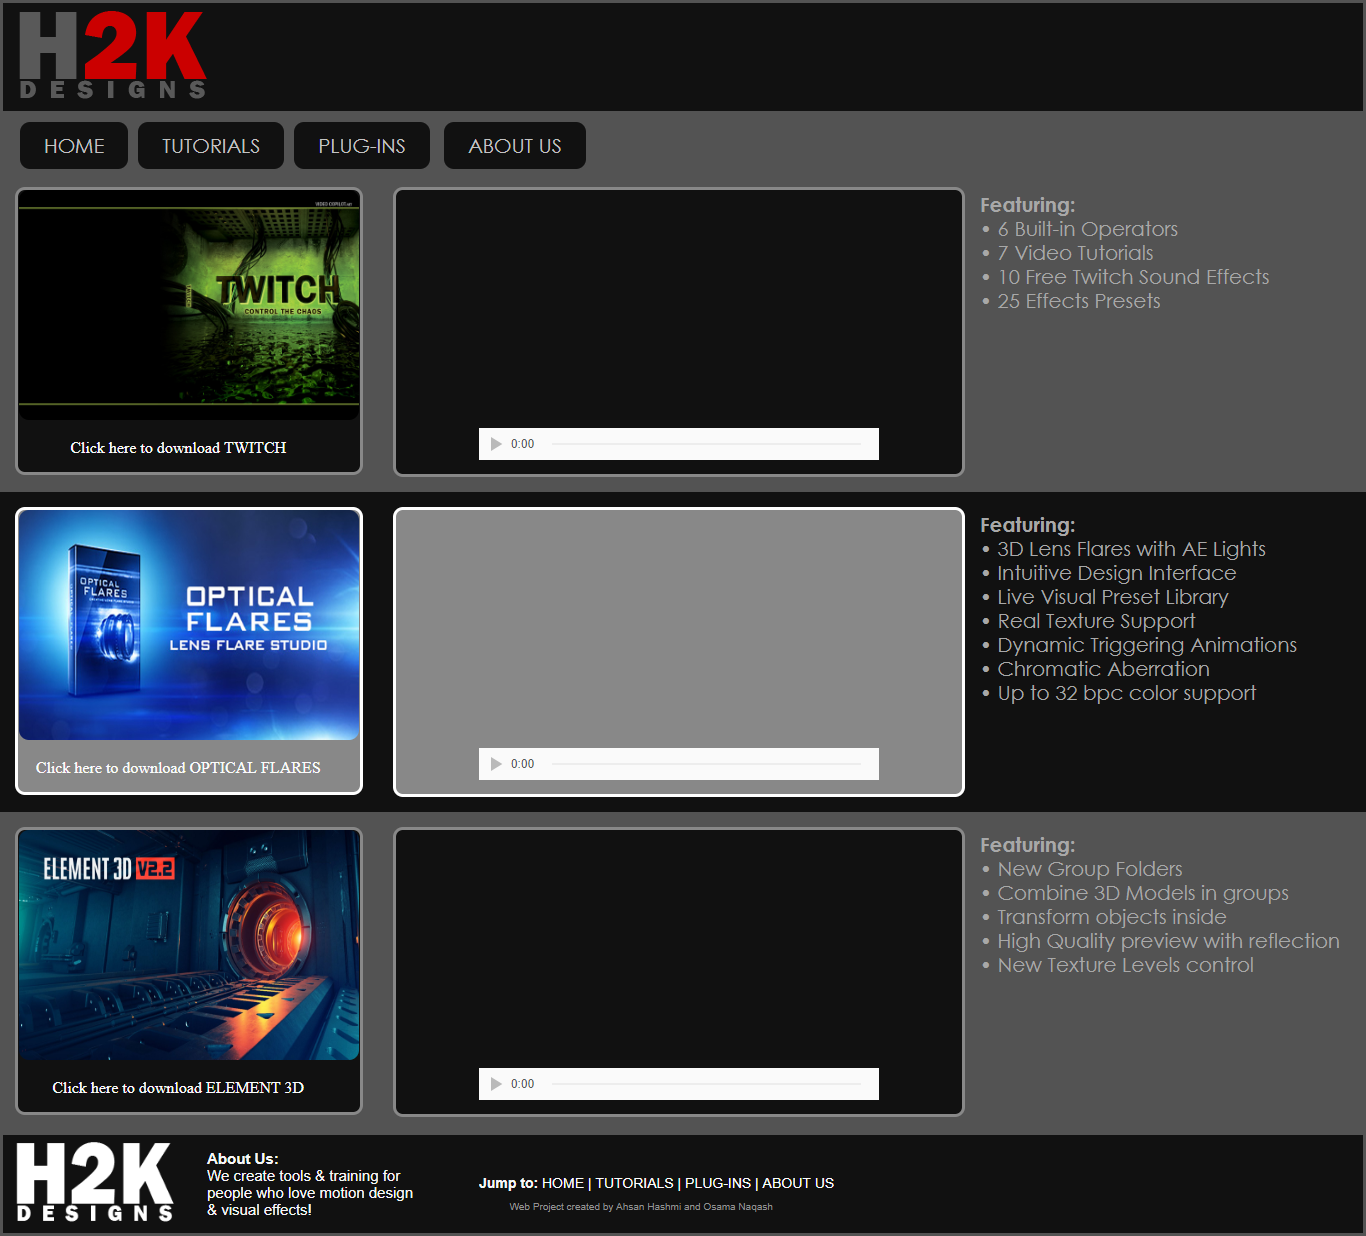 H2K
DESIGNS
HOME
TUTORIALS
PLUG-INS
ABOUT US
VIDEO COPILOT.net
TWITCH
CONTROL THE CHAOS
Click here to download TWITCH
0:00
Featuring:
• 6 Built-in Operators
• 7 Video Tutorials
• 10 Free Twitch Sound Effects
• 25 Effects Presets
OPTICAL
FLARES
OPTICAL
FLARES
LENS FLARE STUDIO
Click here to download OPTICAL FLARES
0:00
Featuring:
• 3D Lens Flares with AE Lights
• Intuitive Design Interface
• Live Visual Preset Library
• Real Texture Support
• Dynamic Triggering Animations
• Chromatic Aberration
• Up to 32 bpc color support
ELEMENT 3D V2.2
Click here to download ELEMENT 3D
0:00
Featuring:
• New Group Folders
• Combine 3D Models in groups
• Transform objects inside
• High Quality preview with reflection
• New Texture Levels control
H2K
DESIGNS
About Us:
We create tools & training for
people who love motion design
& visual effects!
Jump to: HOME | TUTORIALS | PLUG-INS | ABOUT US
Web Project created by Ahsan Hashmi and Osama Naqash